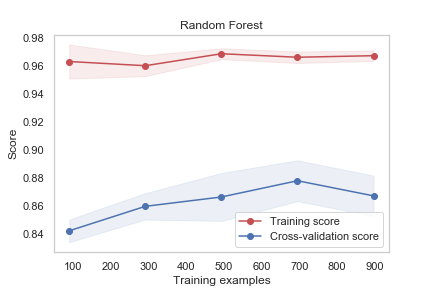 Random Forest
0.98
0.96
0.94
0.92
0.90
0.88
0.86
0.84
Score
Training score
Cross-validation score
100 200 300 400 500 600 700 800 900
Training examples